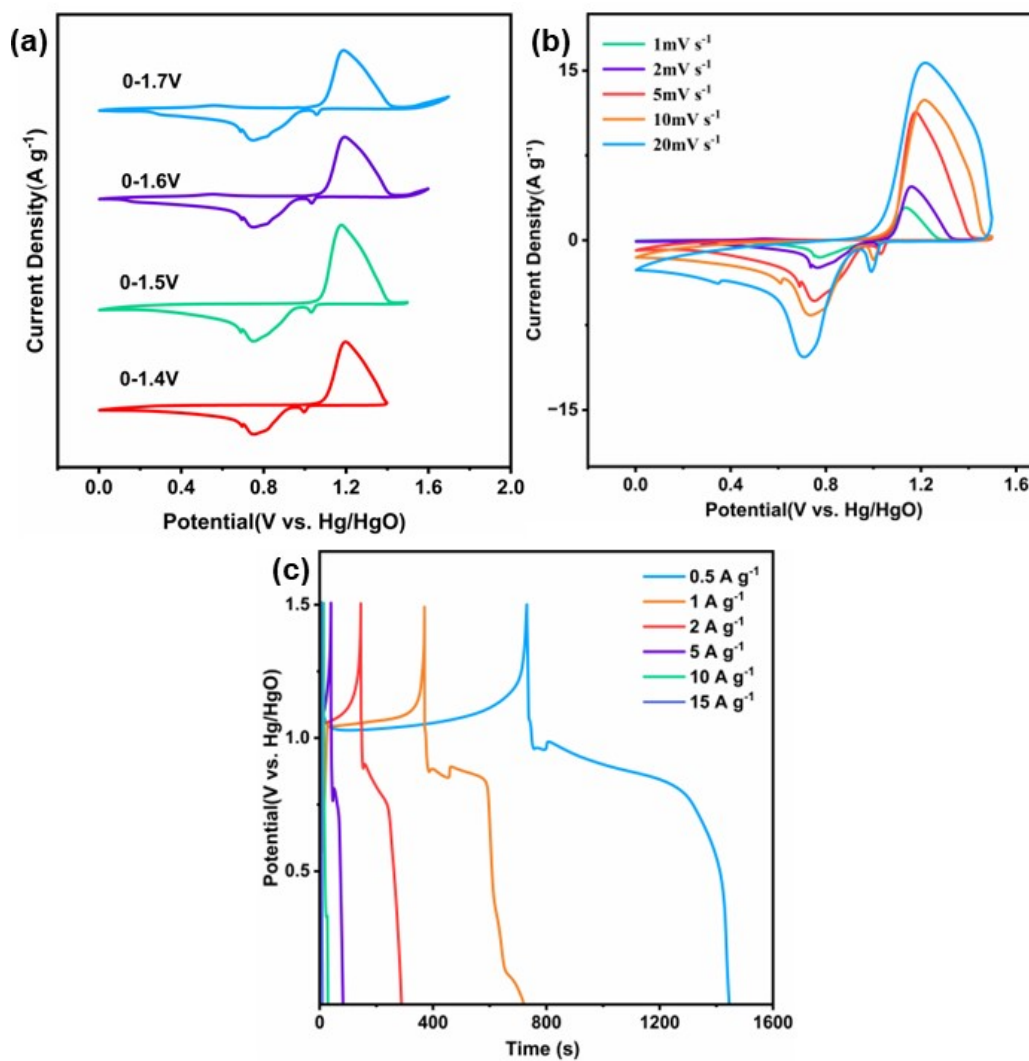 (a)
0-1.7V
0-1.6V
0-1.5V
0-1.4V
Current Density(A g⁻¹)
0.0 0.4 0.8 1.2 1.6 2.0
Potential(V vs. Hg/HgO)
(b)
1mV s⁻¹
2mV s⁻¹
5mV s⁻¹
10mV s⁻¹
20mV s⁻¹
15
0
−15
Current Density(A g⁻¹)
0.0 0.4 0.8 1.2 1.6
Potential(V vs. Hg/HgO)
(c)
0.5 A g⁻¹
1 A g⁻¹
2 A g⁻¹
5 A g⁻¹
10 A g⁻¹
15 A g⁻¹
1.5
1.0
0.5
Potential(V vs. Hg/HgO)
0 400 800 1200 1600
Time (s)